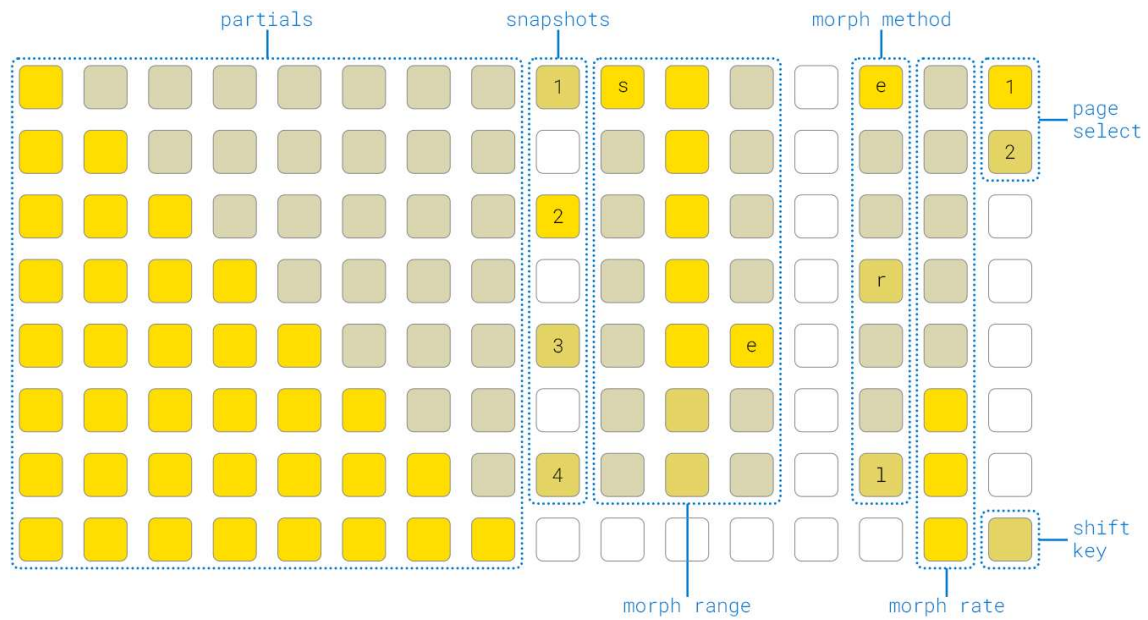 partials
snapshots
morph method
1
s
e
1
page
select
2
2
r
3
e
4
l
shift
key
morph range
morph rate